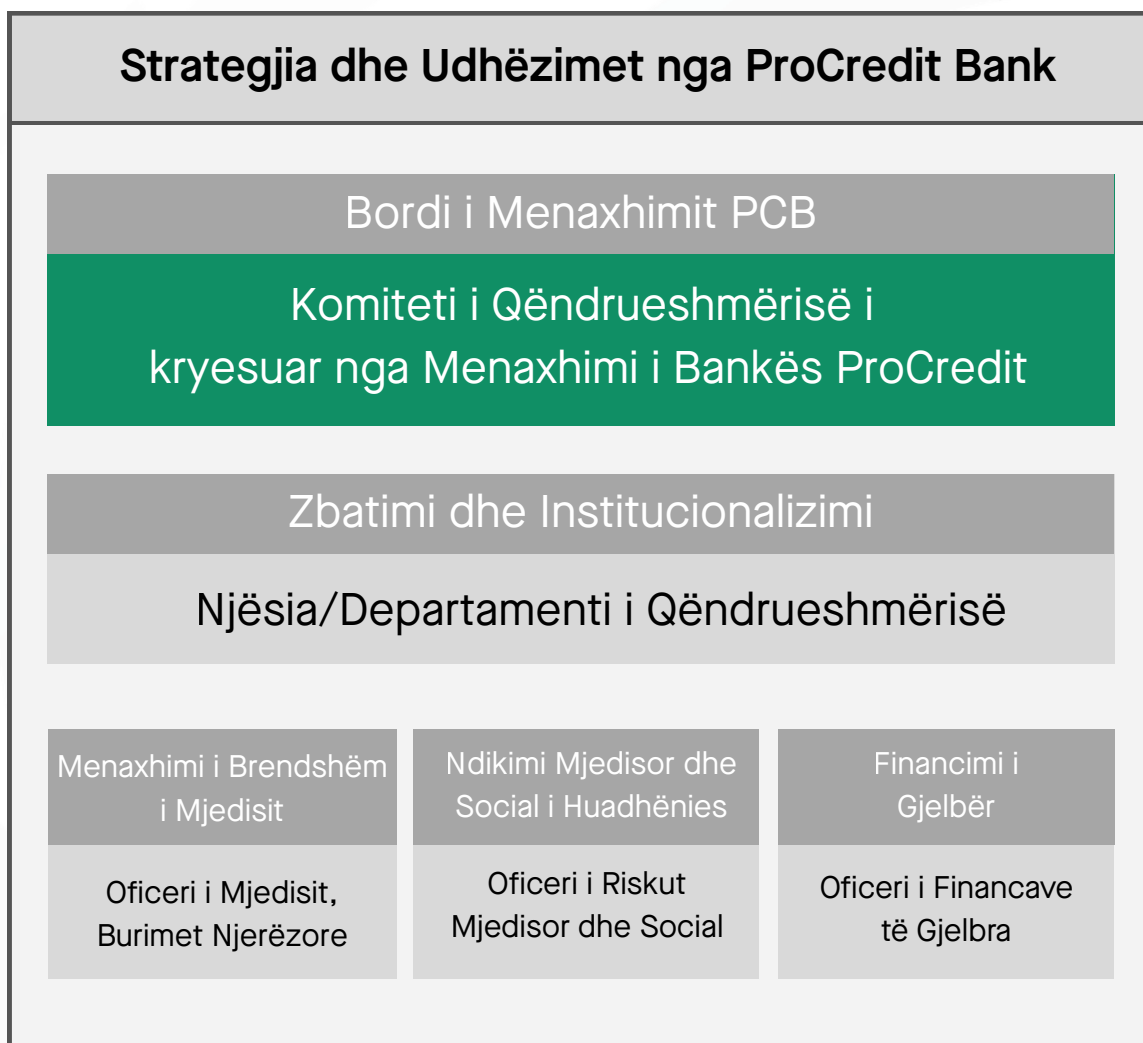 Strategjia dhe Udhëzimet nga ProCredit Bank
Bordi i Menaxhimit PCB
Komiteti i Qëndrueshmërisë i
kryesuar nga Menaxhimi i Bankës ProCredit
Zbatimi dhe Institucionalizimi
Njësia/Departamenti i Qëndrueshmërisë
Menaxhimi i Brendshëm
i Mjedisit
Oficeri i Mjedisit,
Burimet Njerëzore
Ndikimi Mjedisor dhe
Social i Huadhënies
Oficeri i Riskut
Mjedisor dhe Social
Financimi i
Gjelbër
Oficeri i Financave
të Gjelbra